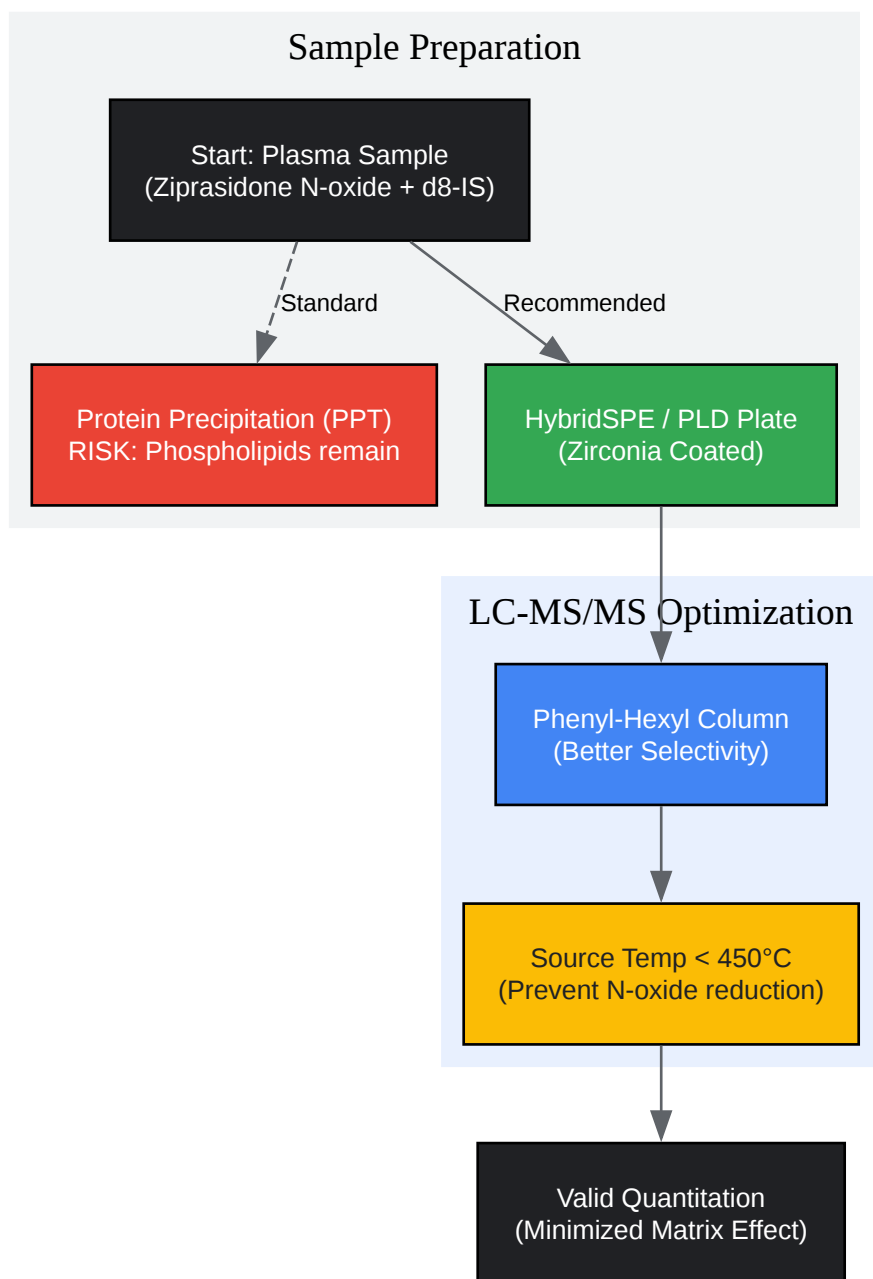 Sample Preparation
Start: Plasma Sample
(Ziprasidone N-oxide + d8-IS)
Standard
Recommended
Protein Precipitation (PPT)
RISK: Phospholipids remain
HybridSPE / PLD Plate
(Zirconia Coated)
LC-MS/MS Optimization
Phenyl-Hexyl Column
(Better Selectivity)
Source Temp < 450°C
(Prevent N-oxide reduction)
Valid Quantitation
(Minimized Matrix Effect)